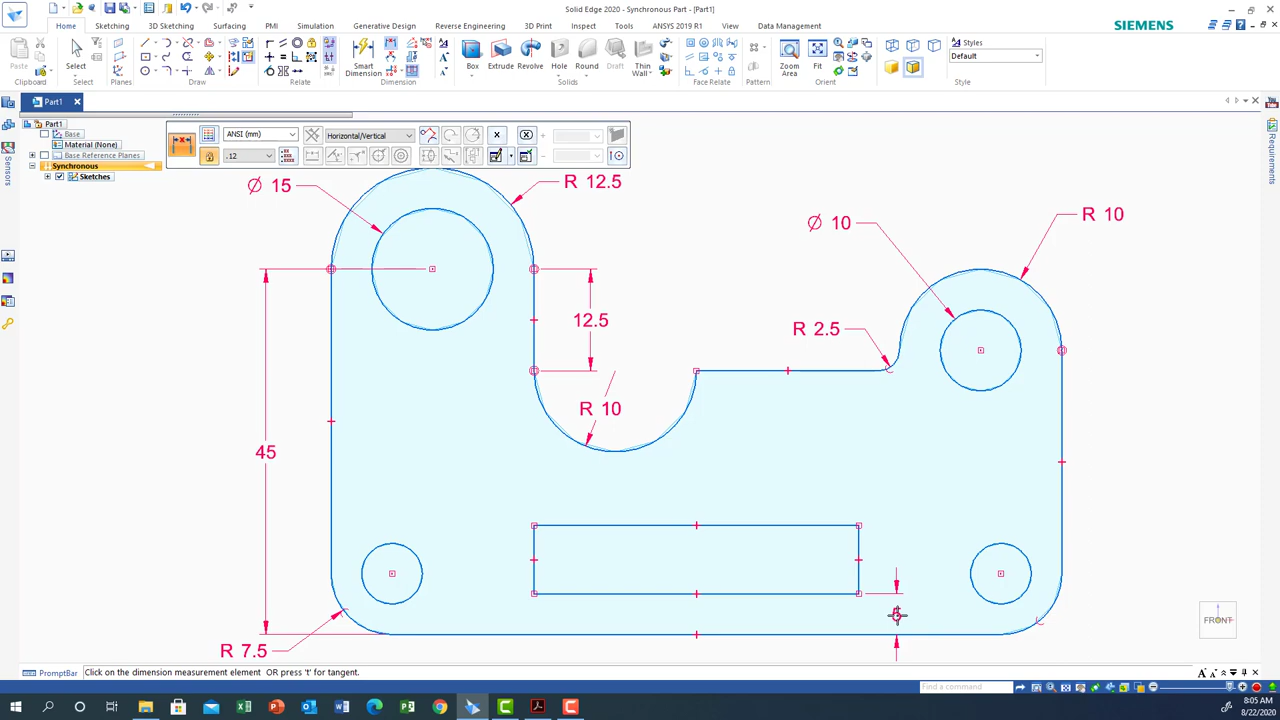 Solid Edge 2020 - Synchronous Part - [Part1]
Home Sketching 3D Sketching Surfacing PMI Simulation Generative Design Reverse Engineering 3D Print Inspect Tools ANSYS 2019 R1 View Data Management SIEMENS
Paste Select Smart Dimension Box Extrude Revolve Hole Round Draft Thin Wall Zoom Area Fit Styles Default
Clipboard Select Draw Relate Dimension Solids Face Relate Pattern Orient Style
Part1
Part1
Base
Material (None)
Base Reference Planes
Synchronous
Sketches
Sensors
ANSI (mm) Horizontal/Vertical
.12
Ø 15
R 12.5
Ø 10
R 10
12.5
R 2.5
R 10
45
R 7.5
FRONT
PromptBar Click on the dimension measurement element OR press 't' for tangent.
Find a command
8:05 AM
8/22/2020